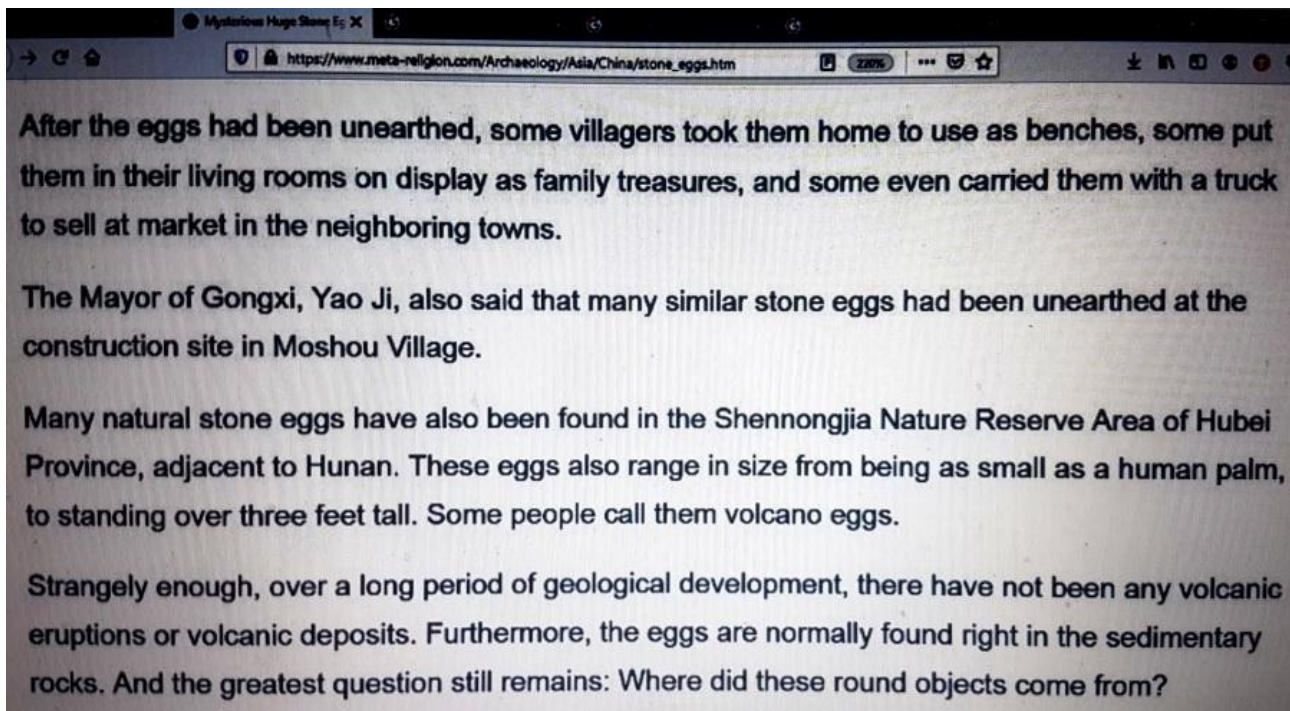 Mysterious Huge Stone Eg
https://www.meta-religion.com/Archaeology/Asia/China/stone_eggs.htm 220%
After the eggs had been unearthed, some villagers took them home to use as benches, some put
them in their living rooms on display as family treasures, and some even carried them with a truck
to sell at market in the neighboring towns.
The Mayor of Gongxi, Yao Ji, also said that many similar stone eggs had been unearthed at the
construction site in Moshou Village.
Many natural stone eggs have also been found in the Shennongjia Nature Reserve Area of Hubei
Province, adjacent to Hunan. These eggs also range in size from being as small as a human palm,
to standing over three feet tall. Some people call them volcano eggs.
Strangely enough, over a long period of geological development, there have not been any volcanic
eruptions or volcanic deposits. Furthermore, the eggs are normally found right in the sedimentary
rocks. And the greatest question still remains: Where did these round objects come from?